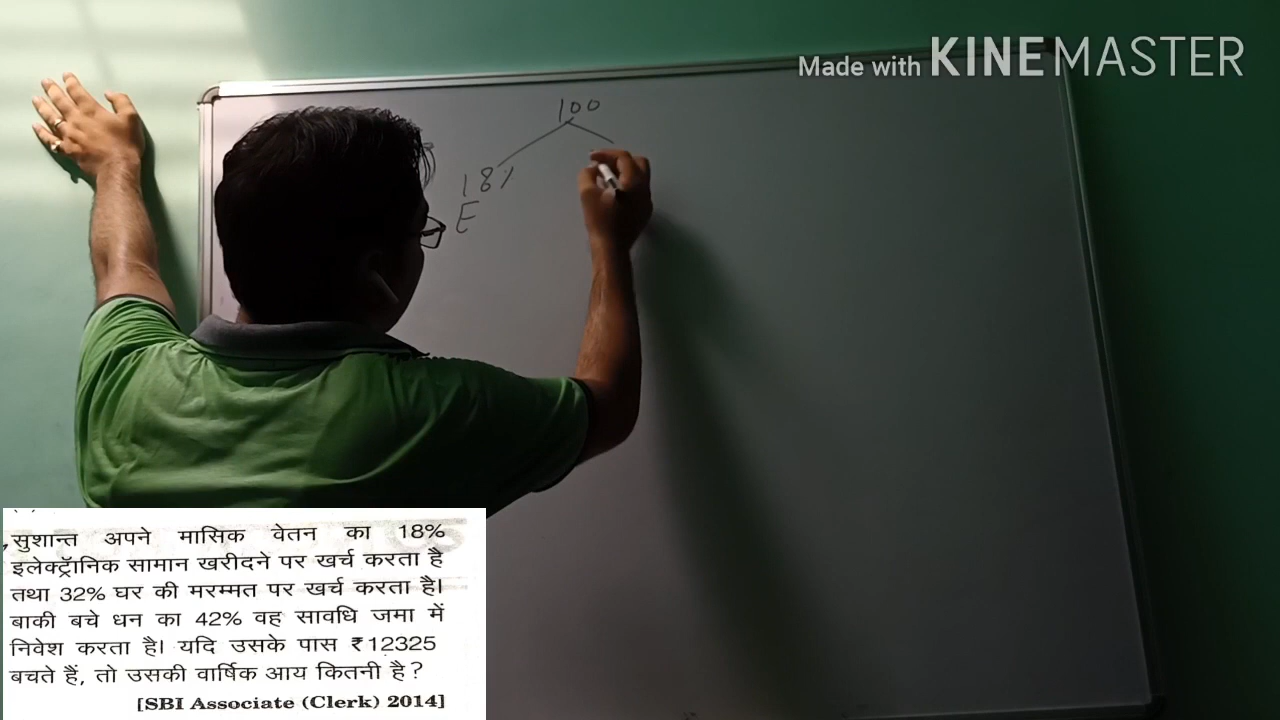 Made with KINEMASTER
100
18%
E
सुशान्त अपने मासिक वेतन का 18%
इलेक्ट्रॉनिक सामान खरीदने पर खर्च करता है
तथा 32% घर की मरम्मत पर खर्च करता है।
बाकी बचे धन का 42% वह सावधि जमा में
निवेश करता है। यदि उसके पास ₹12325
बचते हैं, तो उसकी वार्षिक आय कितनी है?
[SBI Associate (Clerk) 2014]